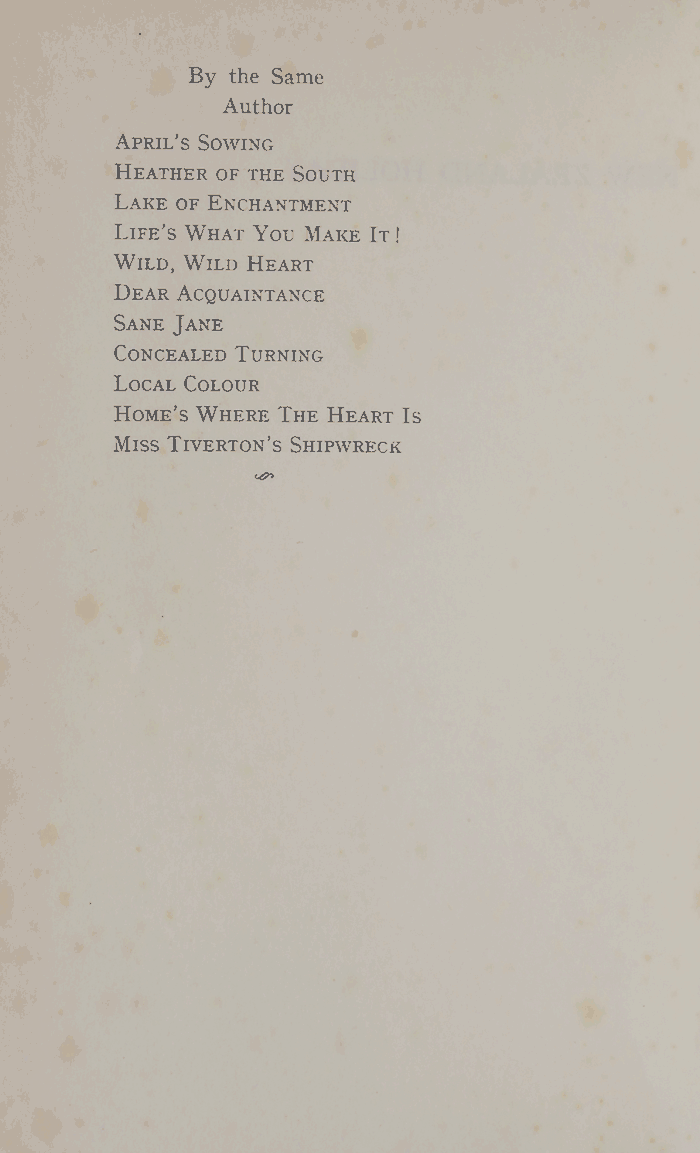 By the Same
Author
April's Sowing
Heather of the South
Lake of Enchantment
Life's What You Make It!
Wild, Wild Heart
Dear Acquaintance
Sane Jane
Concealed Turning
Local Colour
Home's Where The Heart Is
Miss Tiverton's Shipwreck